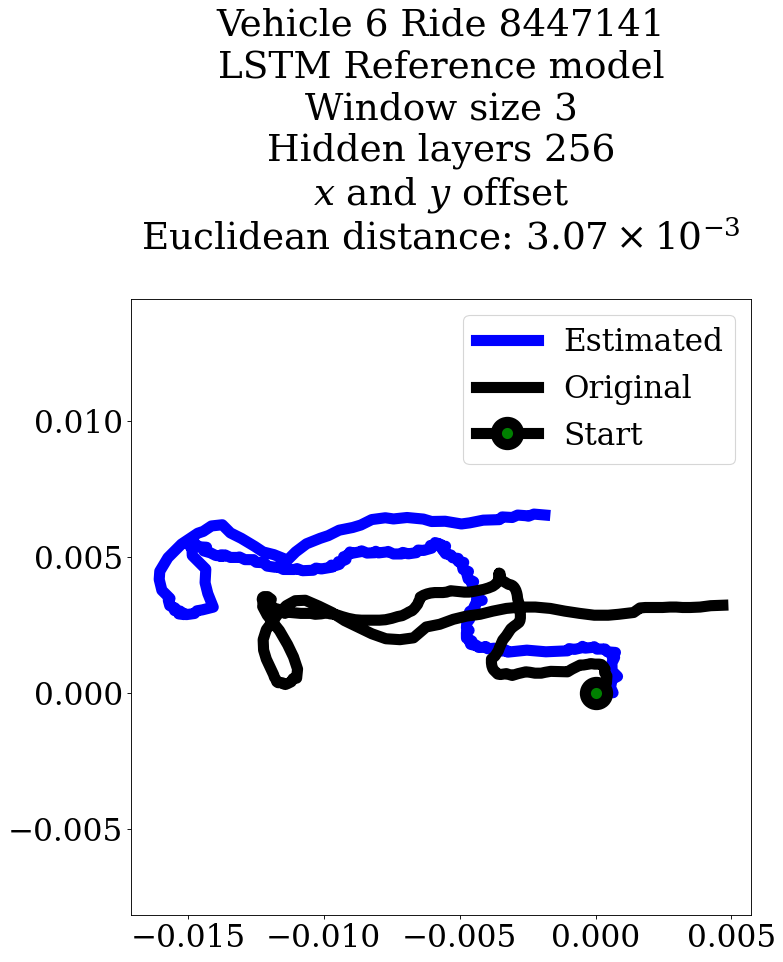 Vehicle 6 Ride 8447141
LSTM Reference model
Window size 3
Hidden layers 256
x and y offset
Euclidean distance: 3.07 × 10⁻³
Estimated
Original
Start
0.010
0.005
0.000
−0.005
−0.015 −0.010 −0.005 0.000 0.005